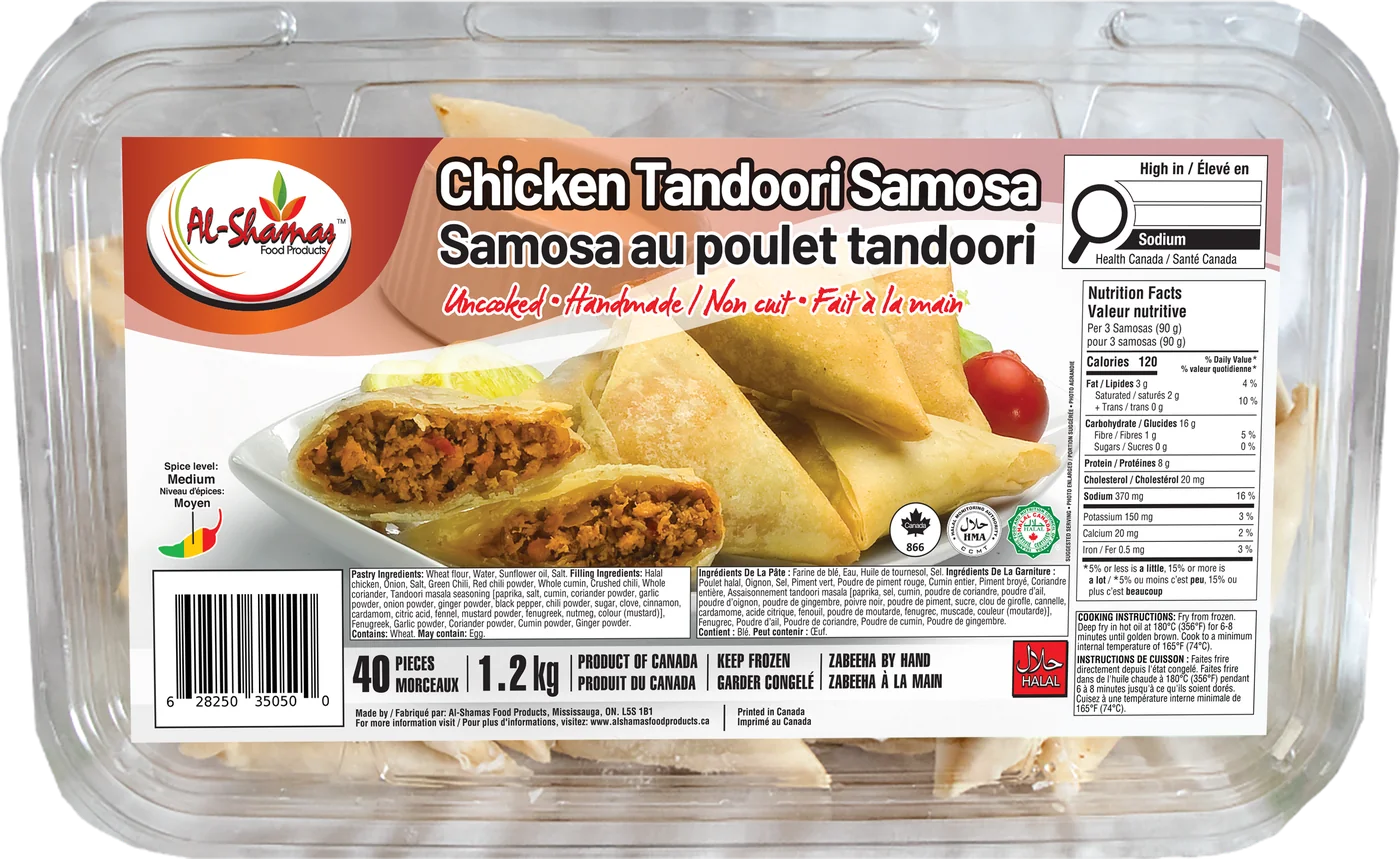 Al-Shamas™
Food Products
Chicken Tandoori Samosa
Samosa au poulet tandoori
Uncooked • Handmade / Non cuit • Fait à la main
High in / Élevé en
Sodium
Health Canada / Santé Canada
Nutrition Facts
Valeur nutritive
Per 3 Samosas (90 g)
pour 3 samosas (90 g)
Calories 120
% Daily Value*
% valeur quotidienne*
Fat / Lipides 3 g 4 %
Saturated / saturés 2 g
+ Trans / trans 0 g 10 %
Carbohydrate / Glucides 16 g
Fibre / Fibres 1 g 5 %
Sugars / Sucres 0 g 0 %
Protein / Protéines 8 g
Cholesterol / Cholestérol 20 mg
Sodium 370 mg 16 %
Potassium 150 mg 3 %
Calcium 20 mg 2 %
Iron / Fer 0.5 mg 3 %
*5% or less is a little, 15% or more is
a lot / *5% ou moins c'est peu, 15% ou
plus c'est beaucoup
SUGGESTED SERVING • PHOTO ENLARGED / PORTION SUGGÉRÉE • PHOTO AGRANDIE
Spice level:
Medium
Niveau d'épices:
Moyen
Canada
866
HALAL MONITORING AUTHORITY
حلال
HMA
CCMT
HALAL CANADA
HALAL
Pastry Ingredients: Wheat flour, Water, Sunflower oil, Salt. Filling Ingredients: Halal
chicken, Onion, Salt, Green Chili, Red chili powder, Whole cumin, Crushed chili, Whole
coriander, Tandoori masala seasoning [paprika, salt, cumin, coriander powder, garlic
powder, onion powder, ginger powder, black pepper, chili powder, sugar, clove, cinnamon,
cardamom, citric acid, fennel, mustard powder, fenugreek, nutmeg, colour (mustard)],
Fenugreek, Garlic powder, Coriander powder, Cumin powder, Ginger powder.
Contains: Wheat. May contain: Egg.
Ingrédients De La Pâte : Farine de blé, Eau, Huile de tournesol, Sel. Ingrédients De La Garniture :
Poulet halal, Oignon, Sel, Piment vert, Poudre de piment rouge, Cumin entier, Piment broyé, Coriandre
entière, Assaisonnement tandoori masala [paprika, sel, cumin, poudre de coriandre, poudre d'ail,
poudre d'oignon, poudre de gingembre, poivre noir, poudre de piment, sucre, clou de girofle, cannelle,
cardamome, acide citrique, fenouil, poudre de moutarde, fenugrec, muscade, couleur (moutarde)],
Fenugrec, Poudre d'ail, Poudre de coriandre, Poudre de cumin, Poudre de gingembre.
Contient : Blé. Peut contenir : Œuf.
COOKING INSTRUCTIONS: Fry from frozen.
Deep fry in hot oil at 180°C (356°F) for 6-8
minutes until golden brown. Cook to a minimum
internal temperature of 165°F (74°C).
INSTRUCTIONS DE CUISSON : Faites frire
directement depuis l'état congelé. Faites frire
dans de l'huile chaude à 180°C (356°F) pendant
6 à 8 minutes jusqu'à ce qu'ils soient dorés.
Cuisez à une température interne minimale de
165°F (74°C).
6 28250 35050 0
40 PIECES
MORCEAUX
1.2 kg
PRODUCT OF CANADA
PRODUIT DU CANADA
KEEP FROZEN
GARDER CONGELÉ
ZABEEHA BY HAND
ZABEEHA À LA MAIN
حلال
HALAL
Made by / Fabriqué par: Al-Shamas Food Products, Mississauga, ON. L5S 1B1
For more information visit / Pour plus d'informations, visitez: www.alshamasfoodproducts.ca
Printed in Canada
Imprimé au Canada